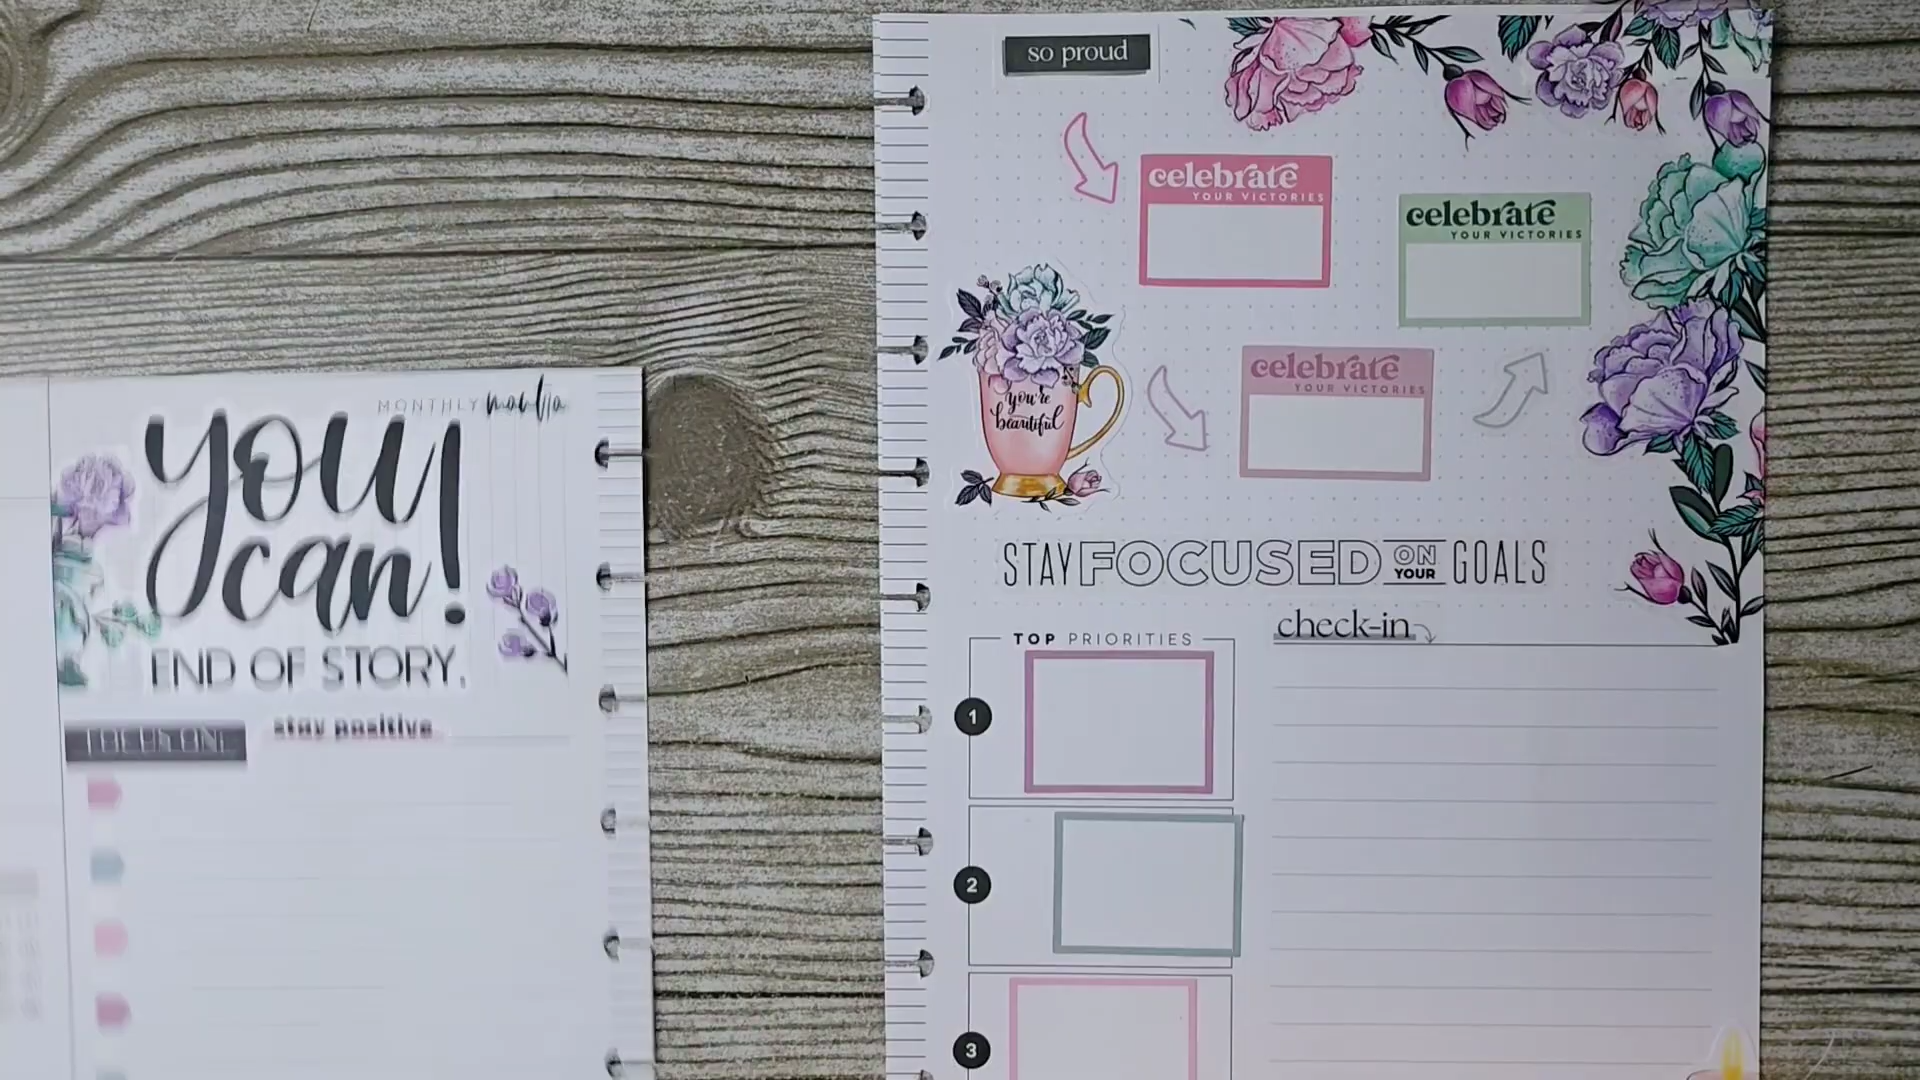 MONTHLY
you
can!
END OF STORY.
stay positive
so proud
celebrate
YOUR VICTORIES
celebrate
YOUR VICTORIES
celebrate
YOUR VICTORIES
you're
beautiful
STAY FOCUSED ON YOUR GOALS
TOP PRIORITIES
check-in
1
2
3